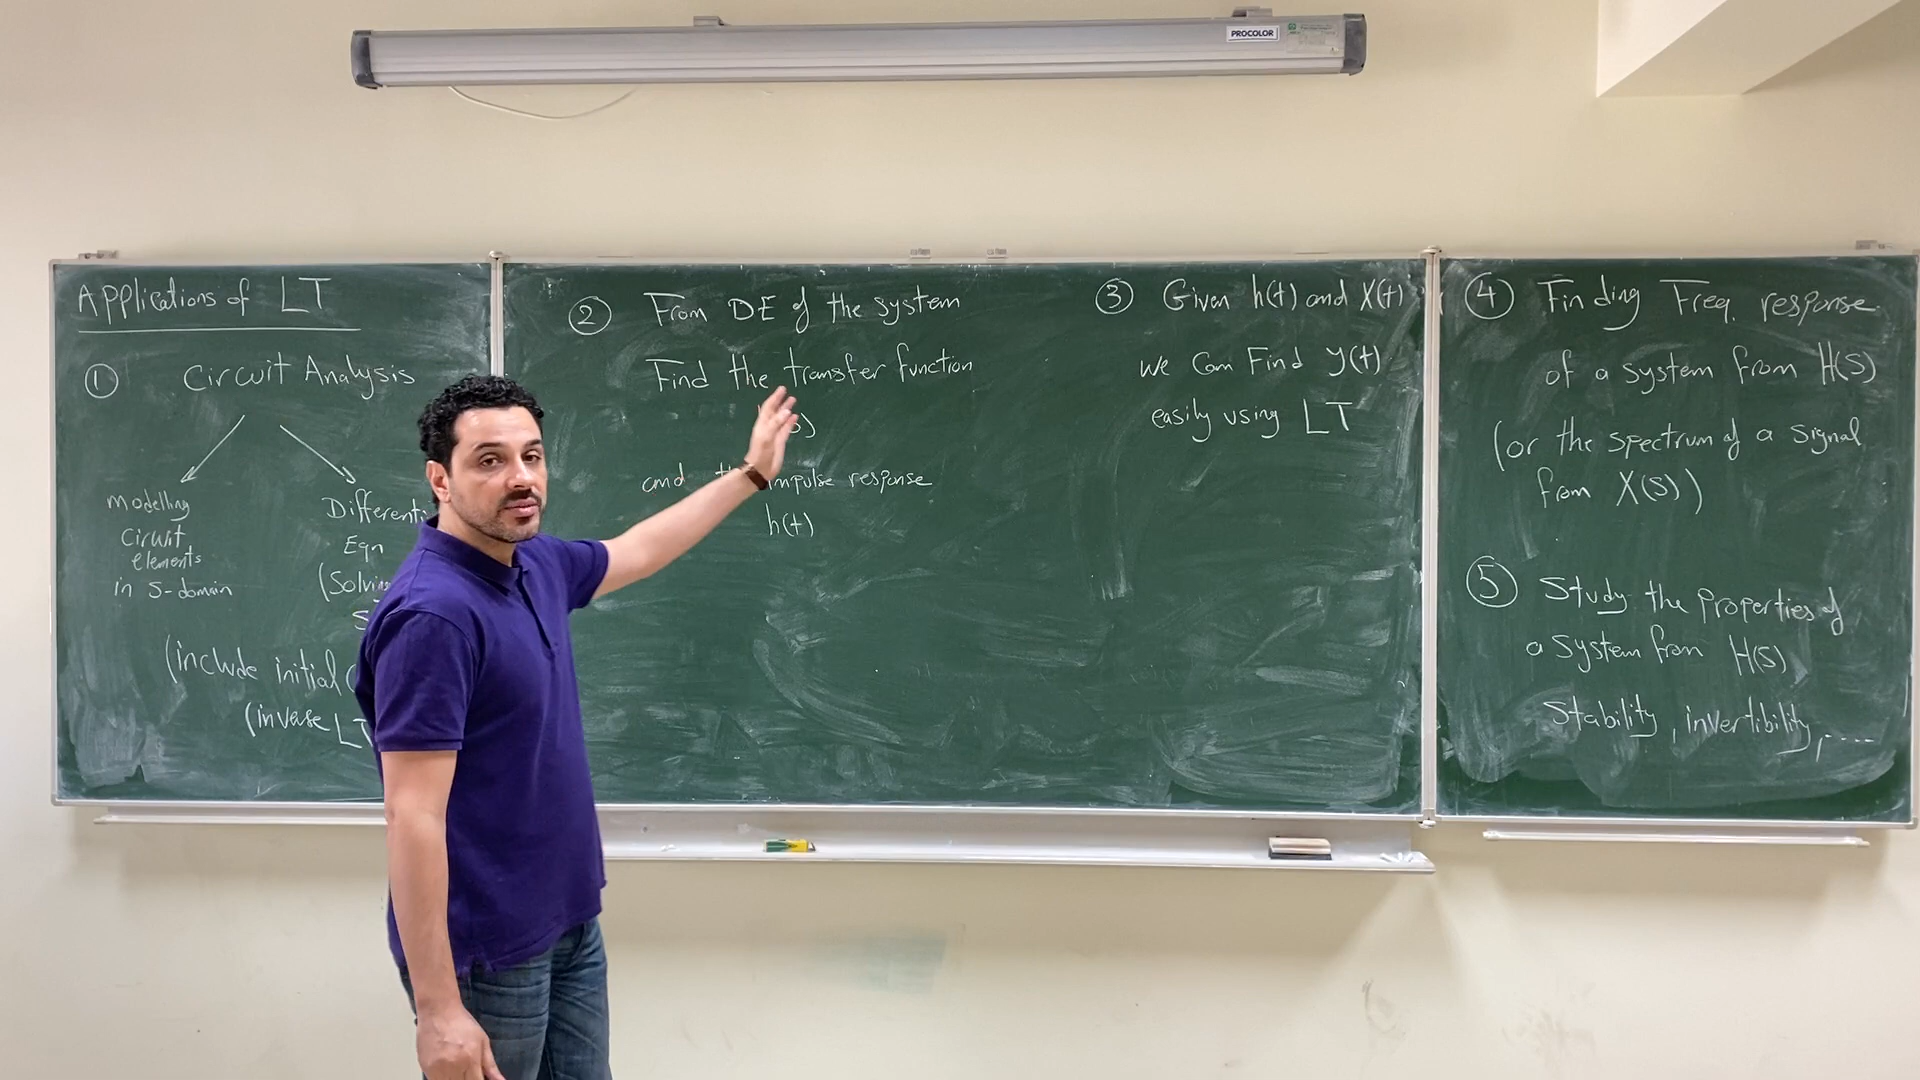 PROCOLOR
Applications of LT
① Circuit Analysis
modelling
circuit
elements
in S-domain
Eqn
(include initial
(inverse LT
② From DE of the system
Find the transfer function
and impulse response
h(t)
③ Given h(t) and X(t)
we Can Find y(t)
easily using LT
④ Finding Freq. response
of a system from H(S)
(or the spectrum of a signal
from X(S))
⑤ Study the properties of
a system from H(S)
Stability, invertibility, ....